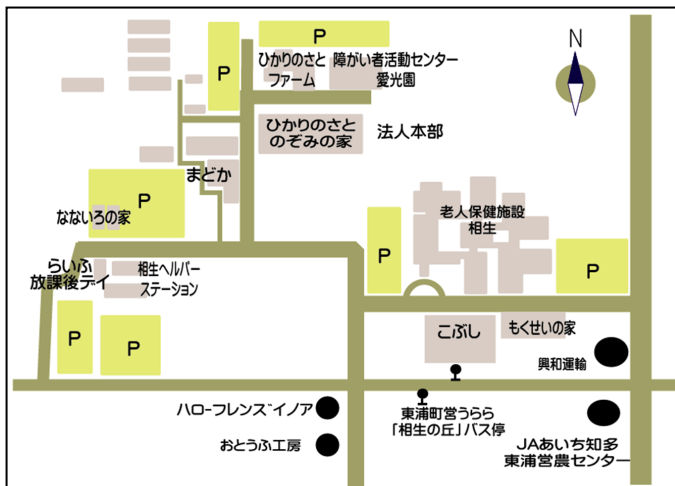 N
P
P
ひかりのさと
ファーム
障がい者活動センター
愛光園
ひかりのさと
のぞみの家
法人本部
まどか
P
なないろの家
老人保健施設
相生
P
P
らいふ
放課後デイ
相生ヘルパー
ステーション
P
P
こぶし
もくせいの家
興和運輸
ハローフレンズイノア
おとうふ工房
東浦町営うらら
「相生の丘」バス停
JAあいち知多
東浦営農センター